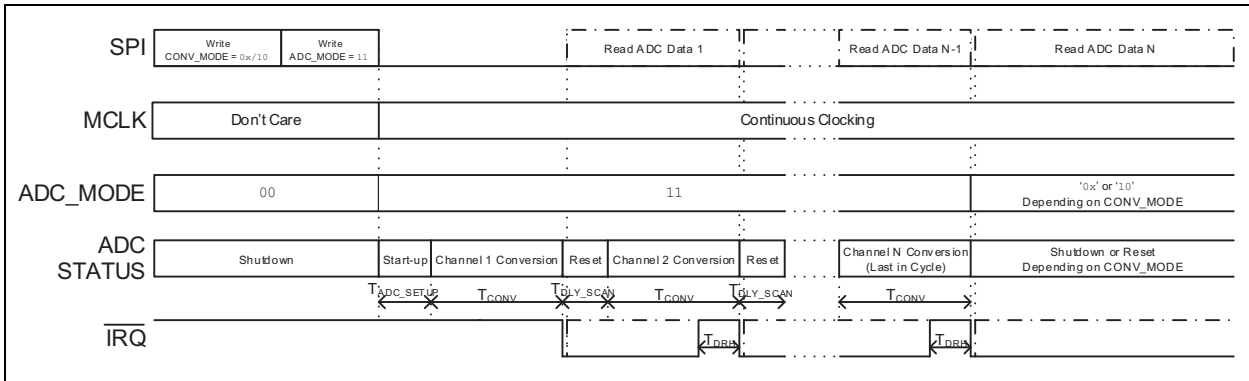 SPI
Write
CONV_MODE = 0x/10
Write
ADC_MODE = 11
Read ADC Data 1
Read ADC Data N-1
Read ADC Data N
MCLK
Don't Care
Continuous Clocking
ADC_MODE
00
11
'0x' or '10'
Depending on CONV_MODE
ADC
STATUS
Shutdown
Start-up
Channel 1 Conversion
Reset
Channel 2 Conversion
Reset
Channel N Conversion
(Last in Cycle)
Shutdown or Reset
Depending on CONV_MODE
TADC_SETUP
TCONV
TDLY_SCAN
TCONV
TDLY_SCAN
TCONV
IRQ
TDRH
TDRH